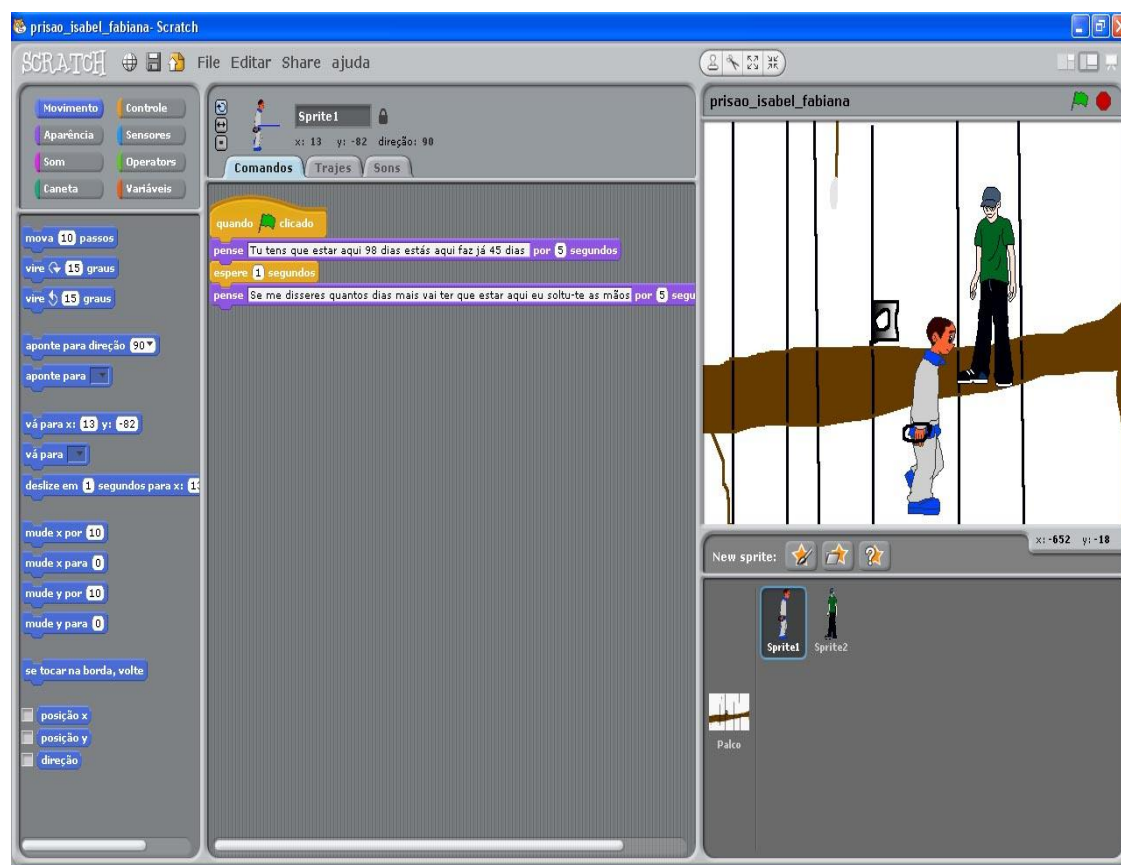 prisao_isabel_fabiana- Scratch
SCRATCH File Editar Share ajuda
Movimento Controle
Aparência Sensores
Som Operators
Caneta Variáveis
mova 10 passos
vire 15 graus
vire 15 graus
aponte para direção 90
aponte para
vá para x: 13 y: -82
vá para
deslize em 1 segundos para x:
mude x por 10
mude x para 0
mude y por 10
mude y para 0
se tocar na borda, volte
posição x
posição y
direção
Sprite1
x: 13 y: -82 direção: 90
Comandos Trajes Sons
quando clicado
pense Tu tens que estar aqui 98 dias estás aqui faz já 45 dias por 5 segundos
espere 1 segundos
pense Se me disseres quantos dias mais vai ter que estar aqui eu soltu-te as mãos por 5 segu
prisao_isabel_fabiana
x: -652 y: -18
New sprite:
Sprite1 Sprite2
Palco